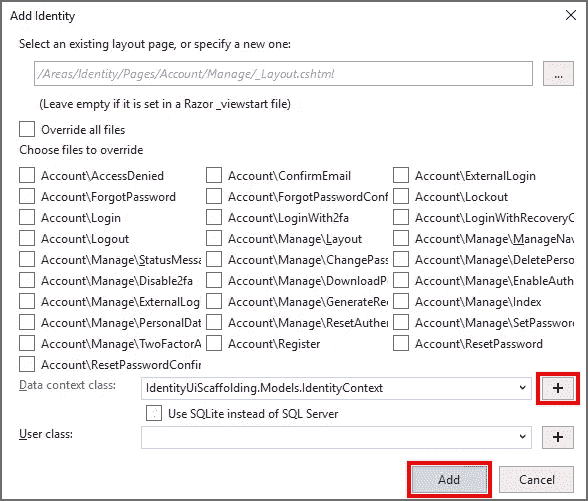 Add Identity
Select an existing layout page, or specify a new one:
/Areas/Identity/Pages/Account/Manage/_Layout.cshtml
...
(Leave empty if it is set in a Razor _viewstart file)
Override all files
Choose files to override
Account\AccessDenied Account\ConfirmEmail Account\ExternalLogin
Account\ForgotPassword Account\ForgotPasswordConf Account\Lockout
Account\Login Account\LoginWith2fa Account\LoginWithRecoveryC
Account\Logout Account\Manage\Layout Account\Manage\ManageNav
Account\Manage\StatusMessa Account\Manage\ChangePass Account\Manage\DeletePerso
Account\Manage\Disable2fa Account\Manage\DownloadP Account\Manage\EnableAuth
Account\Manage\ExternalLog Account\Manage\GenerateRec Account\Manage\Index
Account\Manage\PersonalDat Account\Manage\ResetAuther Account\Manage\SetPassword
Account\Manage\TwoFactorA Account\Register Account\ResetPassword
Account\ResetPasswordConfir
Data context class: IdentityUiScaffolding.Models.IdentityContext +
Use SQLite instead of SQL Server
User class: +
Add Cancel